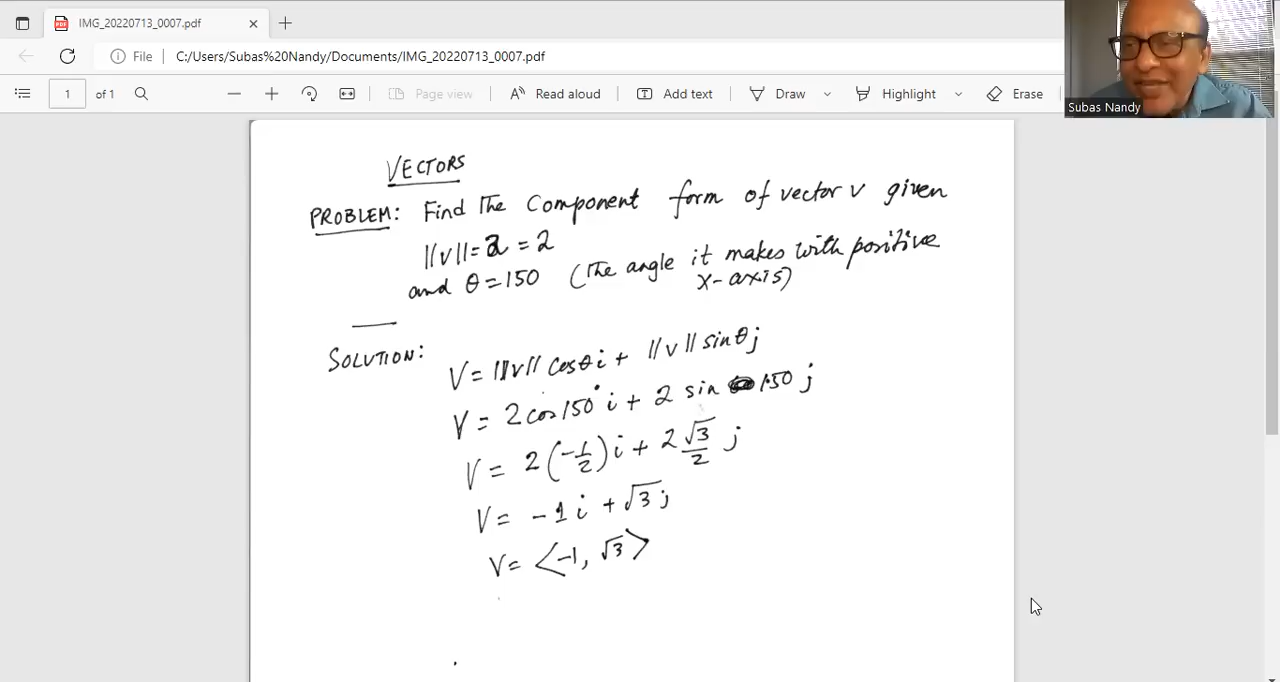 IMG_20220713_0007.pdf
File C:/Users/Subas%20Nandy/Documents/IMG_20220713_0007.pdf
1 of 1 Page view Read aloud Add text Draw Highlight Erase
Subas Nandy
VECTORS
PROBLEM: Find The Component form of vector v given
||v|| = a = 2
and θ = 150 (The angle it makes with positive
x-axis)
SOLUTION:
V = ||v|| cosθ i + ||v|| sinθ j
V = 2 cos 150° i + 2 sin 150 j
V = 2(-1/2) i + 2 √3/2 j
V = -1 i + √3 j
V = <-1, √3>